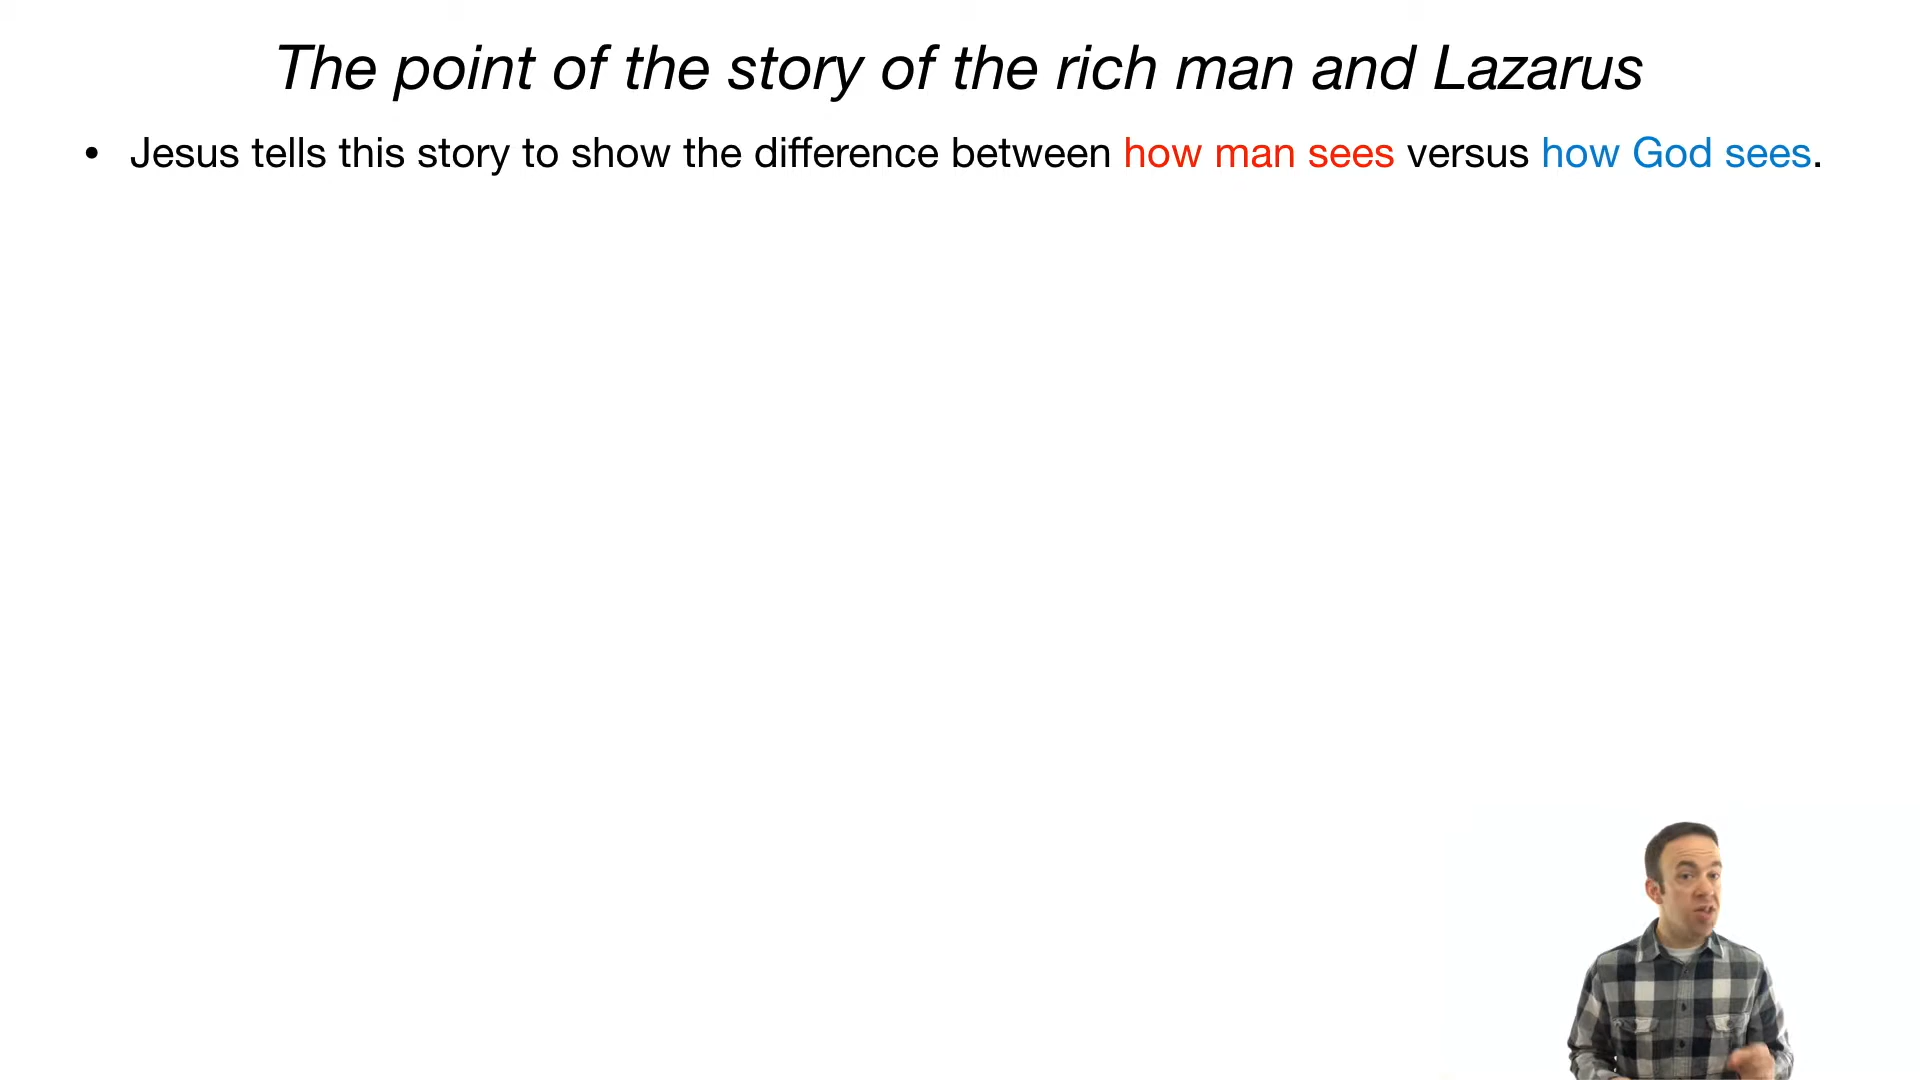 The point of the story of the rich man and Lazarus
• Jesus tells this story to show the difference between how man sees versus how God sees.